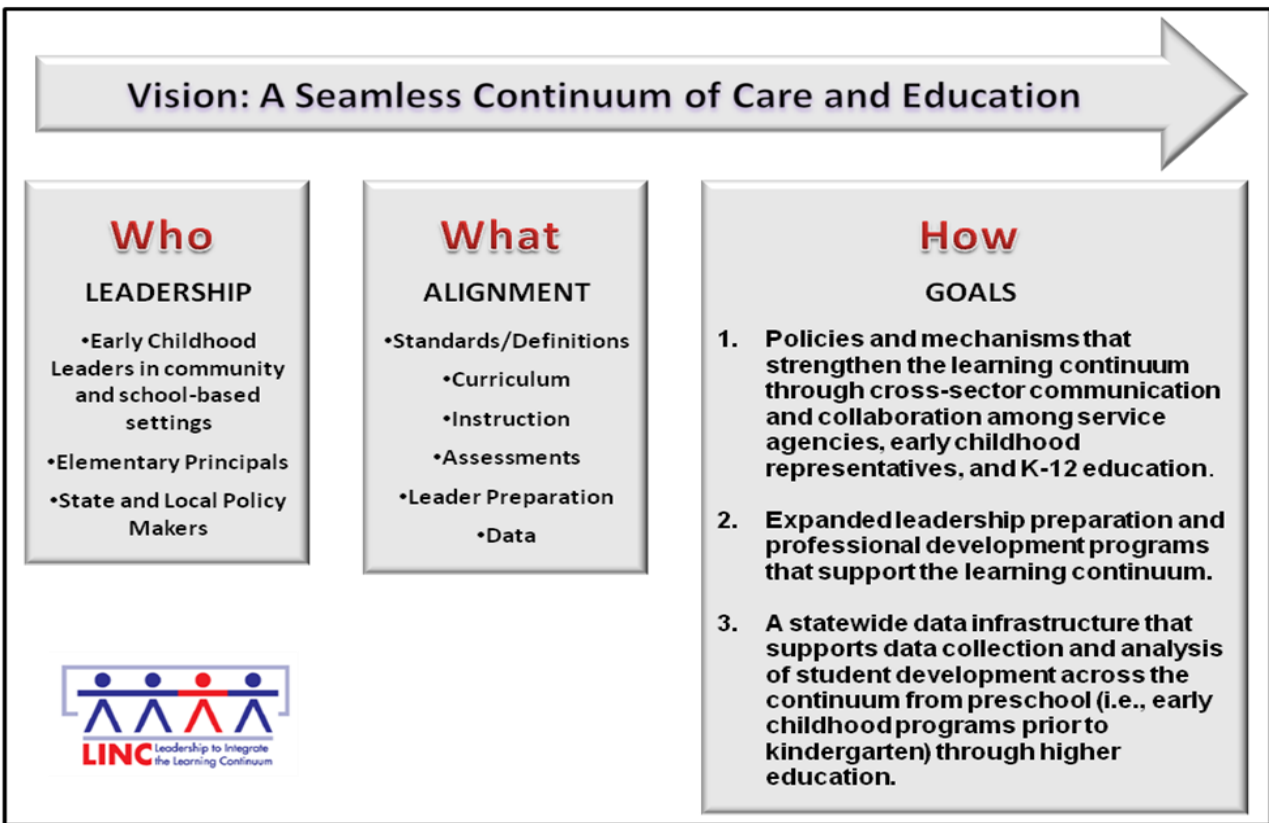 Vision: A Seamless Continuum of Care and Education
Who
LEADERSHIP
•Early Childhood
Leaders in community
and school-based
settings
•Elementary Principals
•State and Local Policy
Makers
What
ALIGNMENT
•Standards/Definitions
•Curriculum
•Instruction
•Assessments
•Leader Preparation
•Data
How
GOALS
1. Policies and mechanisms that
strengthen the learning continuum
through cross-sector communication
and collaboration among service
agencies, early childhood
representatives, and K-12 education.
2. Expanded leadership preparation and
professional development programs
that support the learning continuum.
3. A statewide data infrastructure that
supports data collection and analysis
of student development across the
continuum from preschool (i.e., early
childhood programs prior to
kindergarten) through higher
education.
LINC Leadership to Integrate
the Learning Continuum